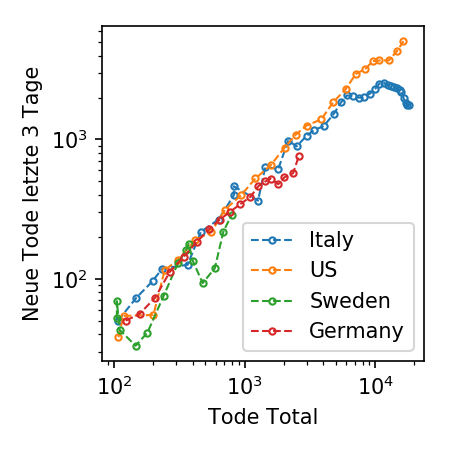 Neue Tode letzte 3 Tage
10³
10²
Italy
US
Sweden
Germany
10² 10³ 10⁴
Tode Total